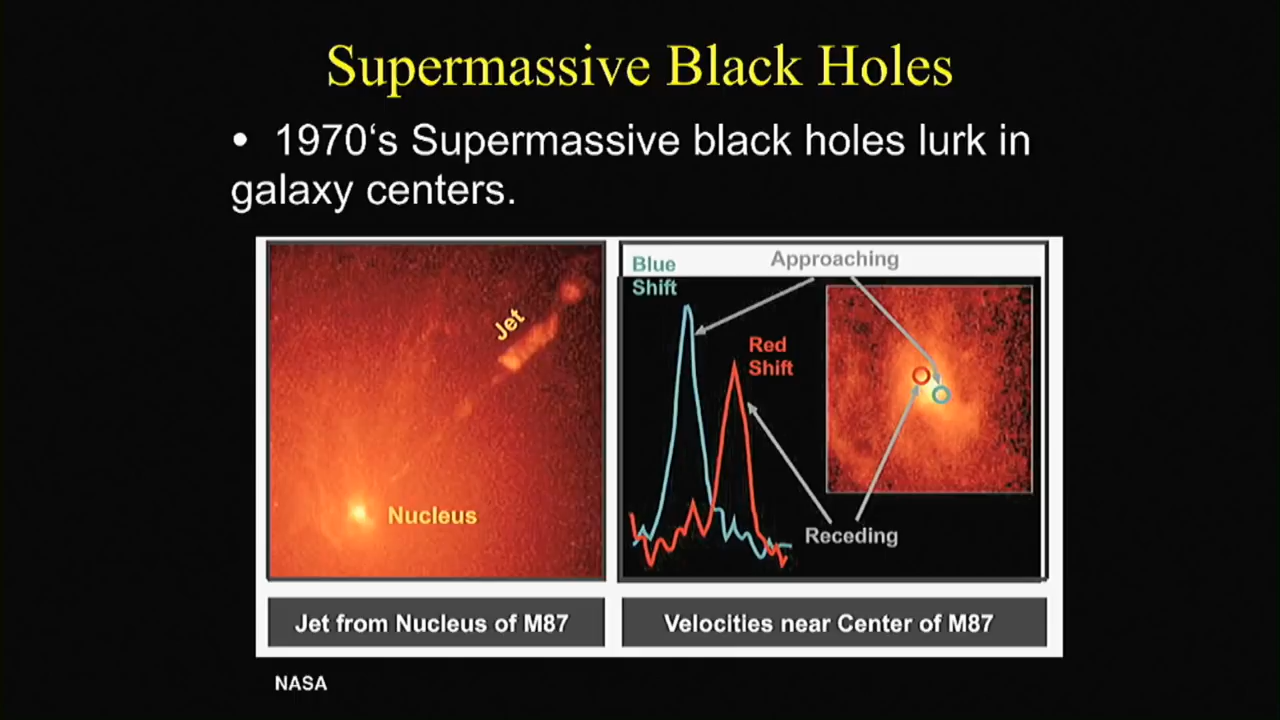 Supermassive Black Holes
• 1970‘s Supermassive black holes lurk in
galaxy centers.
Jet
Nucleus
Jet from Nucleus of M87
Blue
Shift
Approaching
Red
Shift
Receding
Velocities near Center of M87
NASA